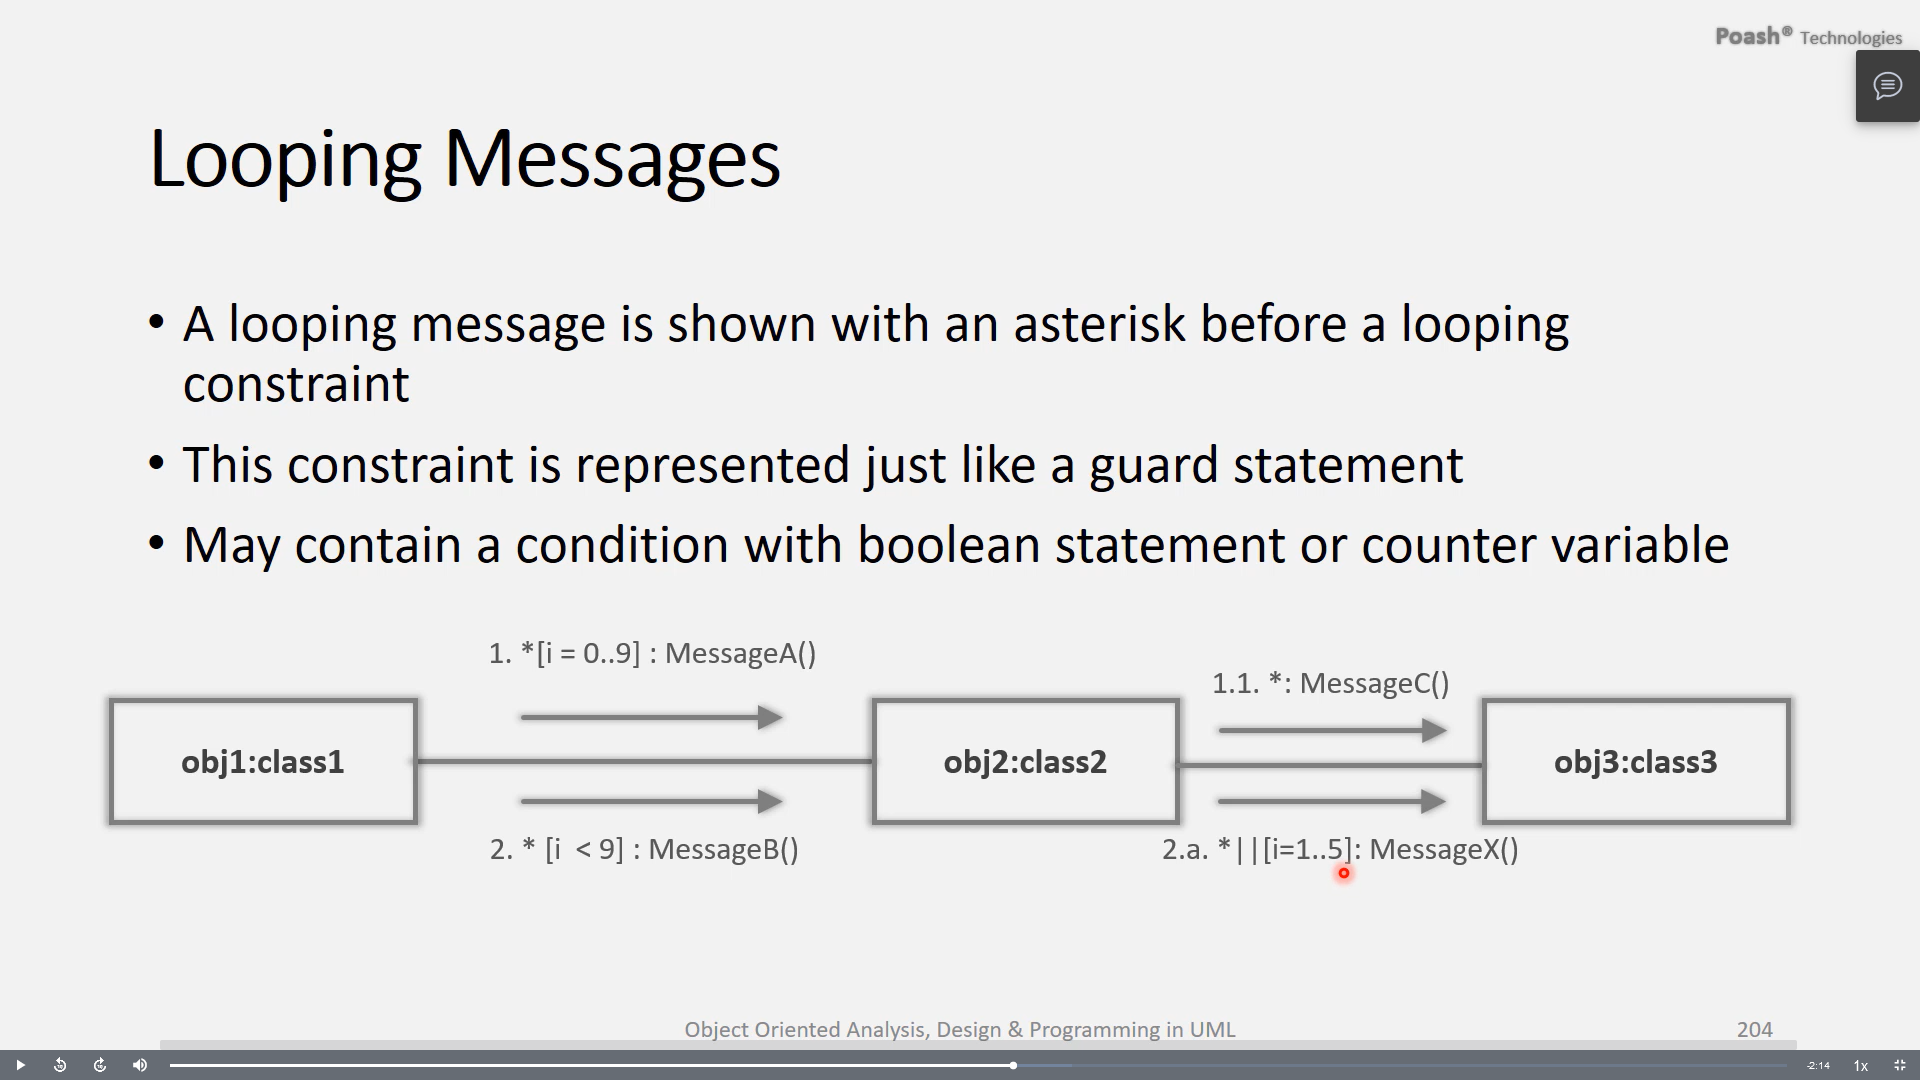 Poash® Technologies
Looping Messages
• A looping message is shown with an asterisk before a looping
constraint
• This constraint is represented just like a guard statement
• May contain a condition with boolean statement or counter variable
1. *[i = 0..9] : MessageA()
1.1. *: MessageC()
obj1:class1
obj2:class2
obj3:class3
2. * [i  < 9] : MessageB()
2.a. *||[i=1..5]: MessageX()
Object Oriented Analysis, Design & Programming in UML
204
-2:14
1x